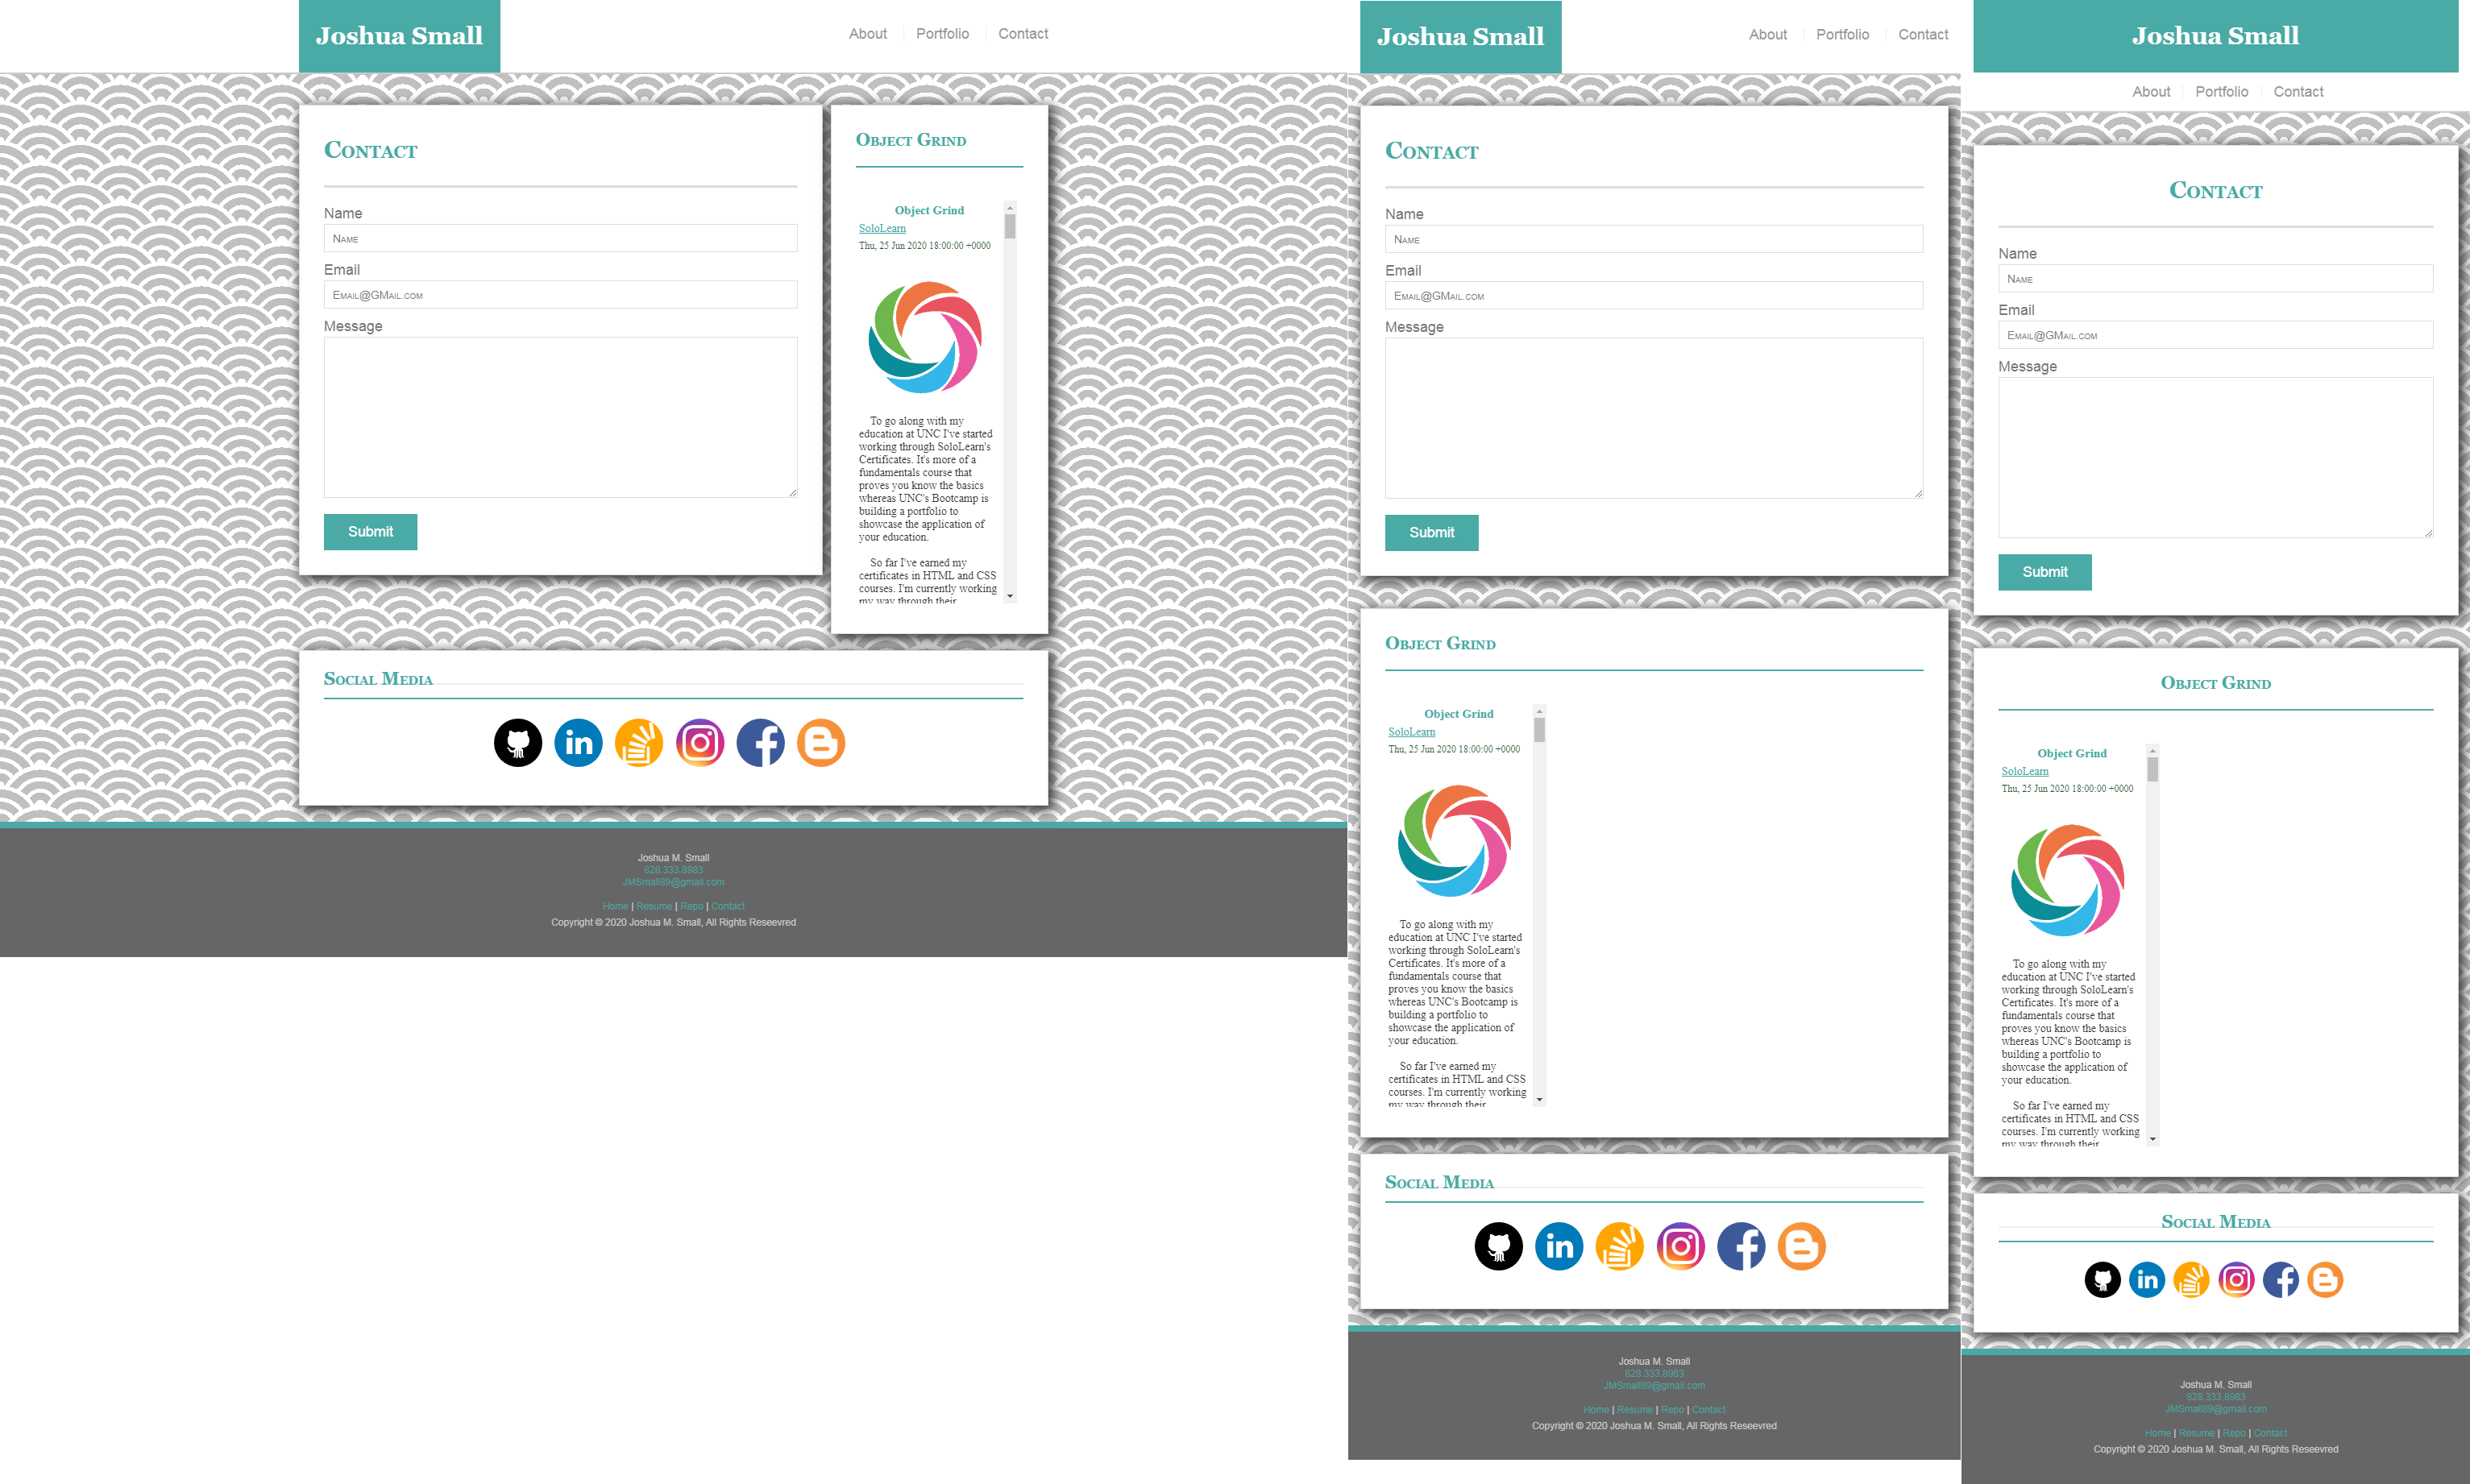 Joshua Small
About
Portfolio
Contact
Contact
Name
Name
Email
Email@GMail.com
Message
Submit
Object Grind
Object Grind
SoloLearn
Thu, 25 Jun 2020 18:00:00 +0000
To go along with my
education at UNC I've started
working through SoloLearn's
Certificates. It's more of a
fundamentals course that
proves you know the basics
whereas UNC's Bootcamp is
building a portfolio to
showcase the application of
your education.
So far I've earned my
certificates in HTML and CSS
courses. I'm currently working
my way through their
Social Media
in
Joshua M. Small
828.333.8983
JMSmall89@gmail.com
Home | Resume | Repo | Contact
Copyright © 2020 Joshua M. Small, All Rights Reseevred
Joshua Small
About
Portfolio
Contact
Contact
Name
Name
Email
Email@GMail.com
Message
Submit
Object Grind
Object Grind
SoloLearn
Thu, 25 Jun 2020 18:00:00 +0000
To go along with my
education at UNC I've started
working through SoloLearn's
Certificates. It's more of a
fundamentals course that
proves you know the basics
whereas UNC's Bootcamp is
building a portfolio to
showcase the application of
your education.
So far I've earned my
certificates in HTML and CSS
courses. I'm currently working
my way through their
Social Media
in
Joshua M. Small
828.333.8983
JMSmall89@gmail.com
Home | Resume | Repo | Contact
Copyright © 2020 Joshua M. Small, All Rights Reseevred
Joshua Small
About
Portfolio
Contact
Contact
Name
Name
Email
Email@GMail.com
Message
Submit
Object Grind
Object Grind
SoloLearn
Thu, 25 Jun 2020 18:00:00 +0000
To go along with my
education at UNC I've started
working through SoloLearn's
Certificates. It's more of a
fundamentals course that
proves you know the basics
whereas UNC's Bootcamp is
building a portfolio to
showcase the application of
your education.
So far I've earned my
certificates in HTML and CSS
courses. I'm currently working
my way through their
Social Media
in
Joshua M. Small
828.333.8983
JMSmall89@gmail.com
Home | Resume | Repo | Contact
Copyright © 2020 Joshua M. Small, All Rights Reseevred